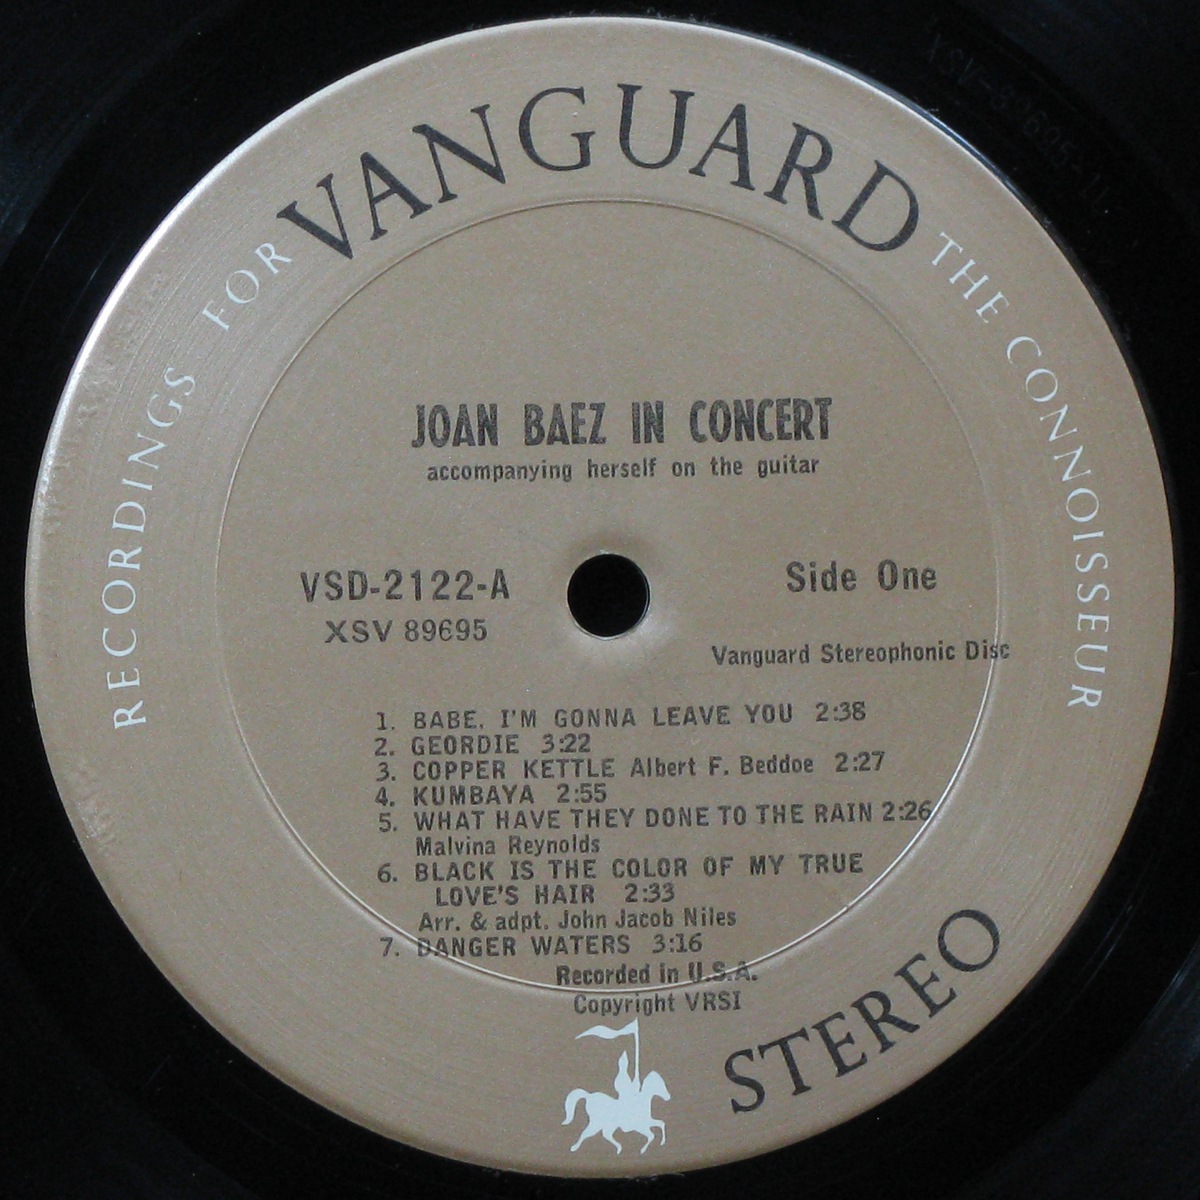 RECORDINGS FOR VANGUARD THE CONNOISSEUR
JOAN BAEZ IN CONCERT
accompanying herself on the guitar
VSD-2122-A
XSV 89695
Side One
Vanguard Stereophonic Disc
1. BABE, I'M GONNA LEAVE YOU 2:38
2. GEORDIE 3:22
3. COPPER KETTLE Albert F. Beddoe 2:27
4. KUMBAYA 2:55
5. WHAT HAVE THEY DONE TO THE RAIN 2:26
Malvina Reynolds
6. BLACK IS THE COLOR OF MY TRUE
LOVE'S HAIR 2:33
Arr. & adpt. John Jacob Niles
7. DANGER WATERS 3:16
Recorded in U.S.A.
Copyright VRSI
STEREO